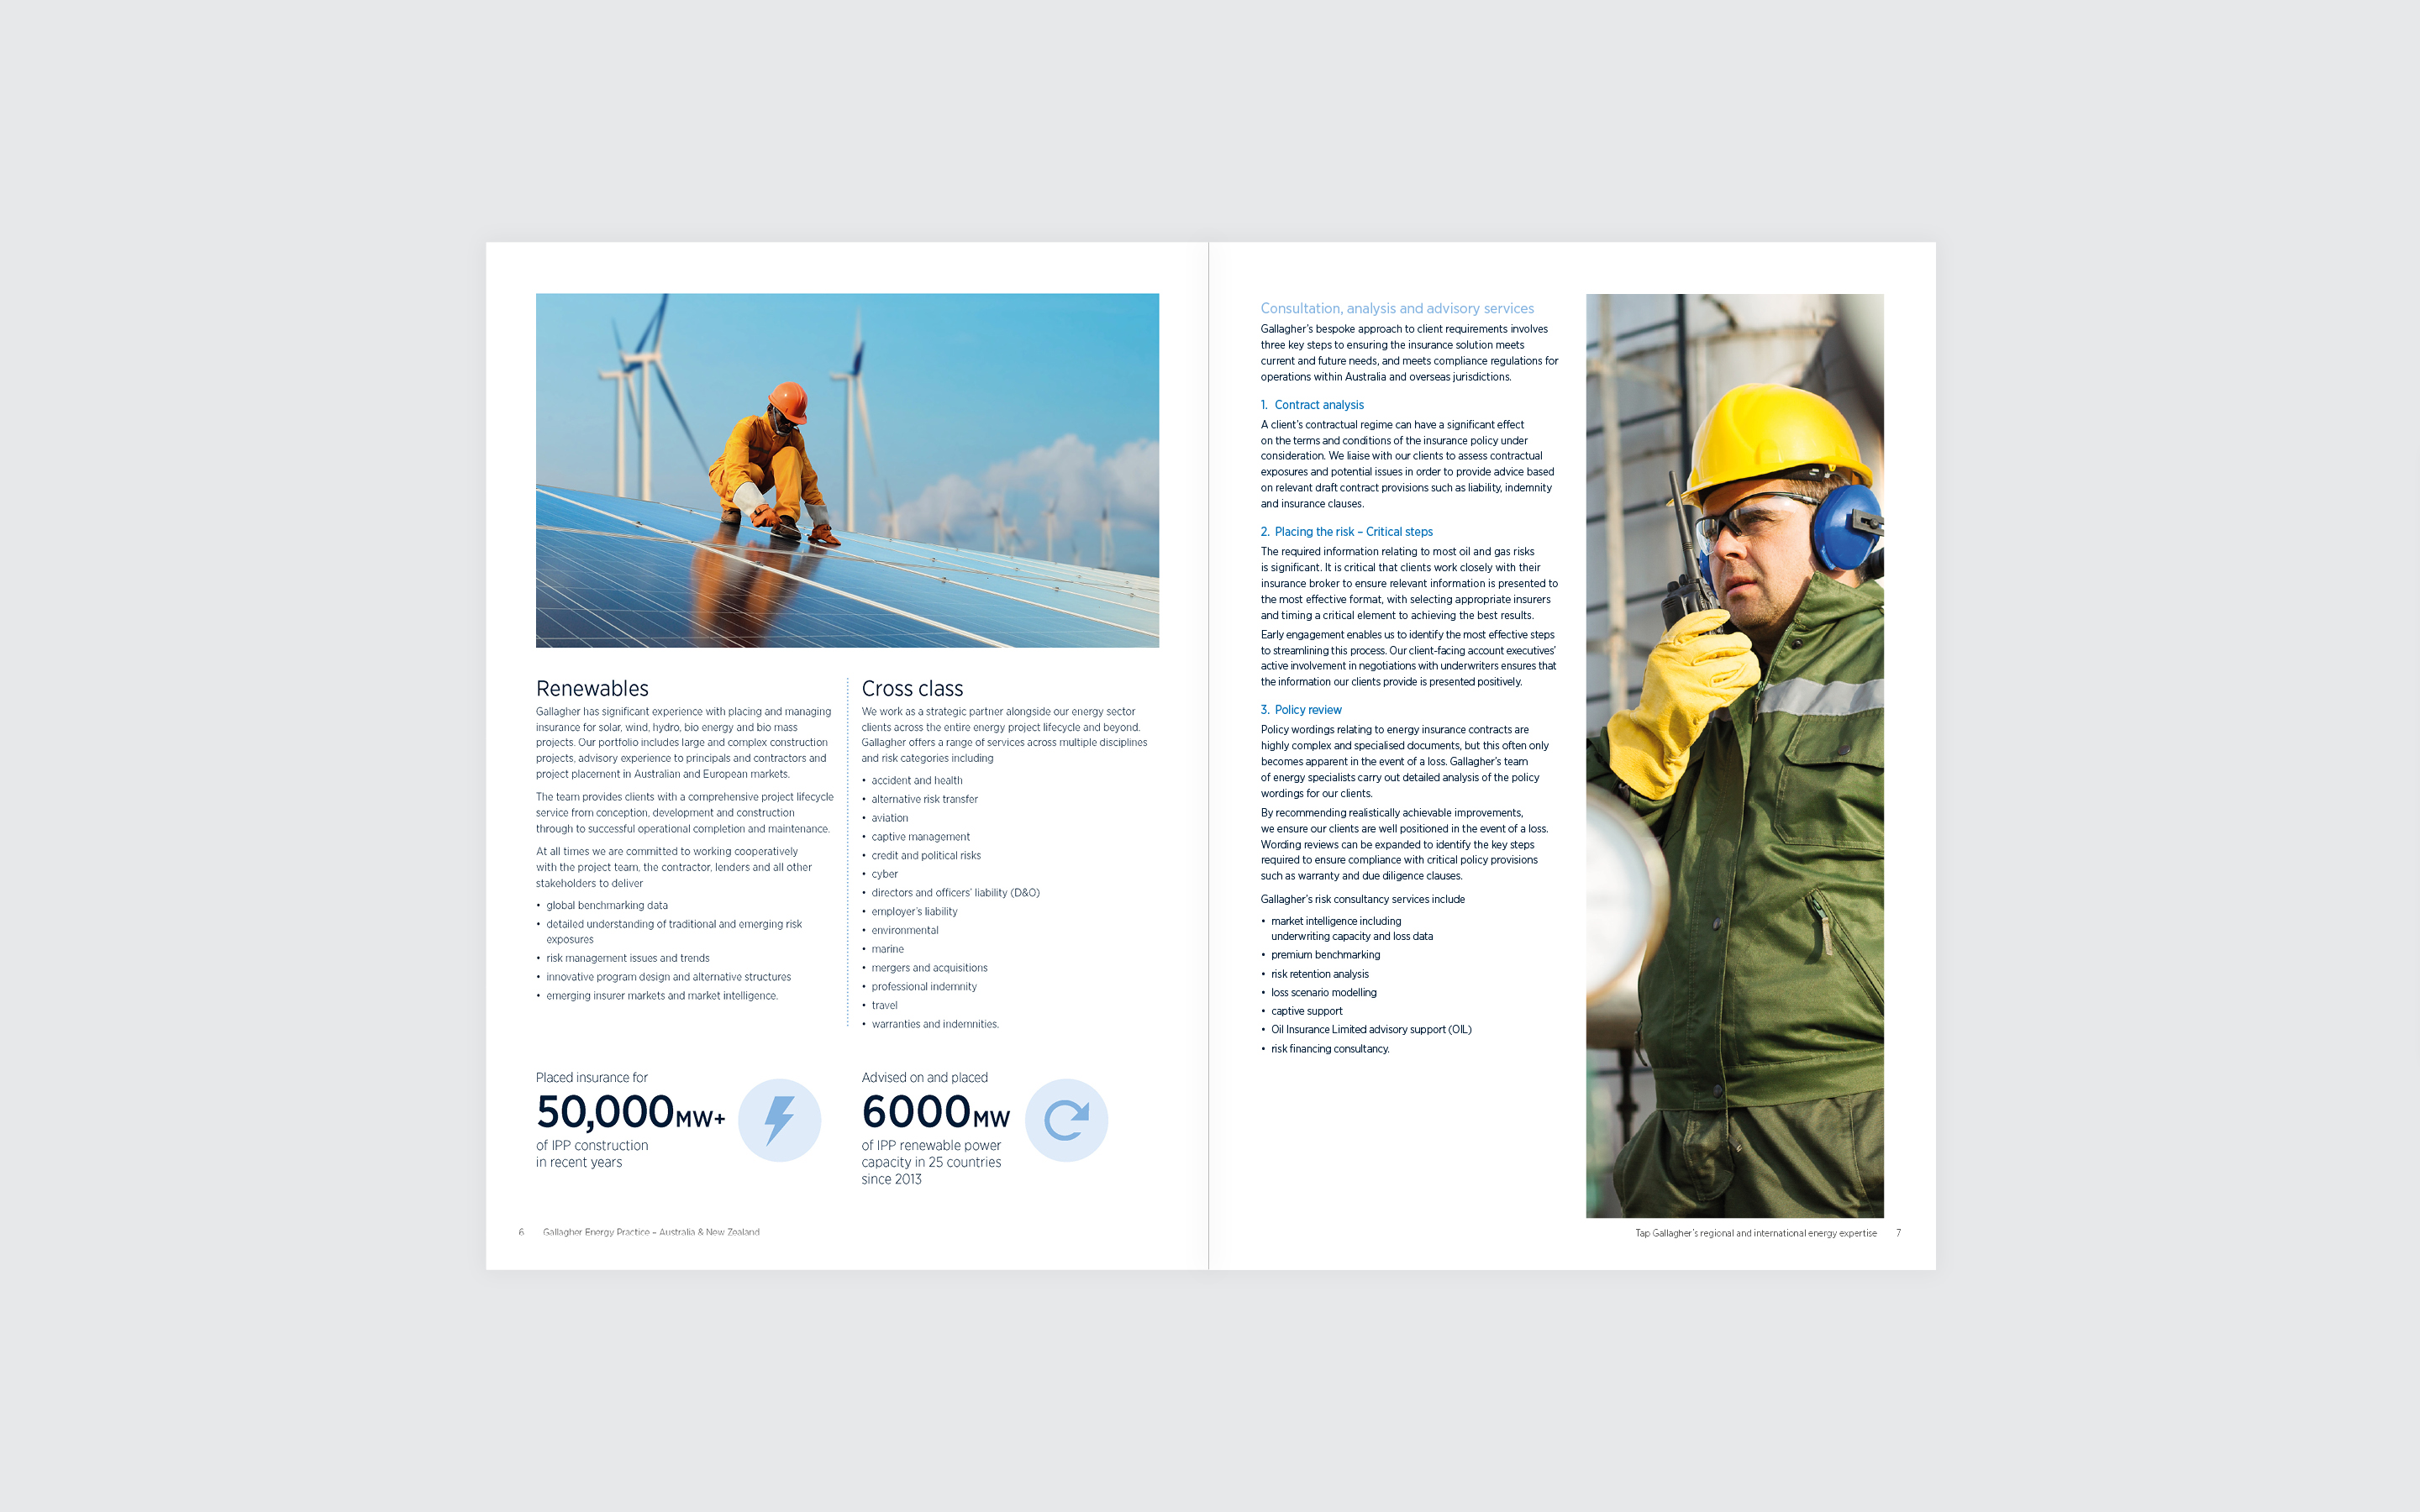 Renewables
Gallagher has significant experience with placing and managing
insurance for solar, wind, hydro, bio energy and bio mass
projects. Our portfolio includes large and complex construction
projects, advisory experience to principals and contractors and
project placement in Australian and European markets.
The team provides clients with a comprehensive project lifecycle
service from conception, development and construction
through to successful operational completion and maintenance.
At all times we are committed to working cooperatively
with the project team, the contractor, lenders and all other
stakeholders to deliver
• global benchmarking data
• detailed understanding of traditional and emerging risk
exposures
• risk management issues and trends
• innovative program design and alternative structures
• emerging insurer markets and market intelligence.
Cross class
We work as a strategic partner alongside our energy sector
clients across the entire energy project lifecycle and beyond.
Gallagher offers a range of services across multiple disciplines
and risk categories including
• accident and health
• alternative risk transfer
• aviation
• captive management
• credit and political risks
• cyber
• directors and officers' liability (D&O)
• employer's liability
• environmental
• marine
• mergers and acquisitions
• professional indemnity
• travel
• warranties and indemnities.
Placed insurance for
50,000MW+
of IPP construction
in recent years
Advised on and placed
6000MW
of IPP renewable power
capacity in 25 countries
since 2013
6 Gallagher Energy Practice – Australia & New Zealand
Consultation, analysis and advisory services
Gallagher's bespoke approach to client requirements involves
three key steps to ensuring the insurance solution meets
current and future needs, and meets compliance regulations for
operations within Australia and overseas jurisdictions.
1. Contract analysis
A client's contractual regime can have a significant effect
on the terms and conditions of the insurance policy under
consideration. We liaise with our clients to assess contractual
exposures and potential issues in order to provide advice based
on relevant draft contract provisions such as liability, indemnity
and insurance clauses.
2. Placing the risk – Critical steps
The required information relating to most oil and gas risks
is significant. It is critical that clients work closely with their
insurance broker to ensure relevant information is presented to
the most effective format, with selecting appropriate insurers
and timing a critical element to achieving the best results.
Early engagement enables us to identify the most effective steps
to streamlining this process. Our client-facing account executives'
active involvement in negotiations with underwriters ensures that
the information our clients provide is presented positively.
3. Policy review
Policy wordings relating to energy insurance contracts are
highly complex and specialised documents, but this often only
becomes apparent in the event of a loss. Gallagher's team
of energy specialists carry out detailed analysis of the policy
wordings for our clients.
By recommending realistically achievable improvements,
we ensure our clients are well positioned in the event of a loss.
Wording reviews can be expanded to identify the key steps
required to ensure compliance with critical policy provisions
such as warranty and due diligence clauses.
Gallagher's risk consultancy services include
• market intelligence including
underwriting capacity and loss data
• premium benchmarking
• risk retention analysis
• loss scenario modelling
• captive support
• Oil Insurance Limited advisory support (OIL)
• risk financing consultancy.
Tap Gallagher's regional and international energy expertise 7